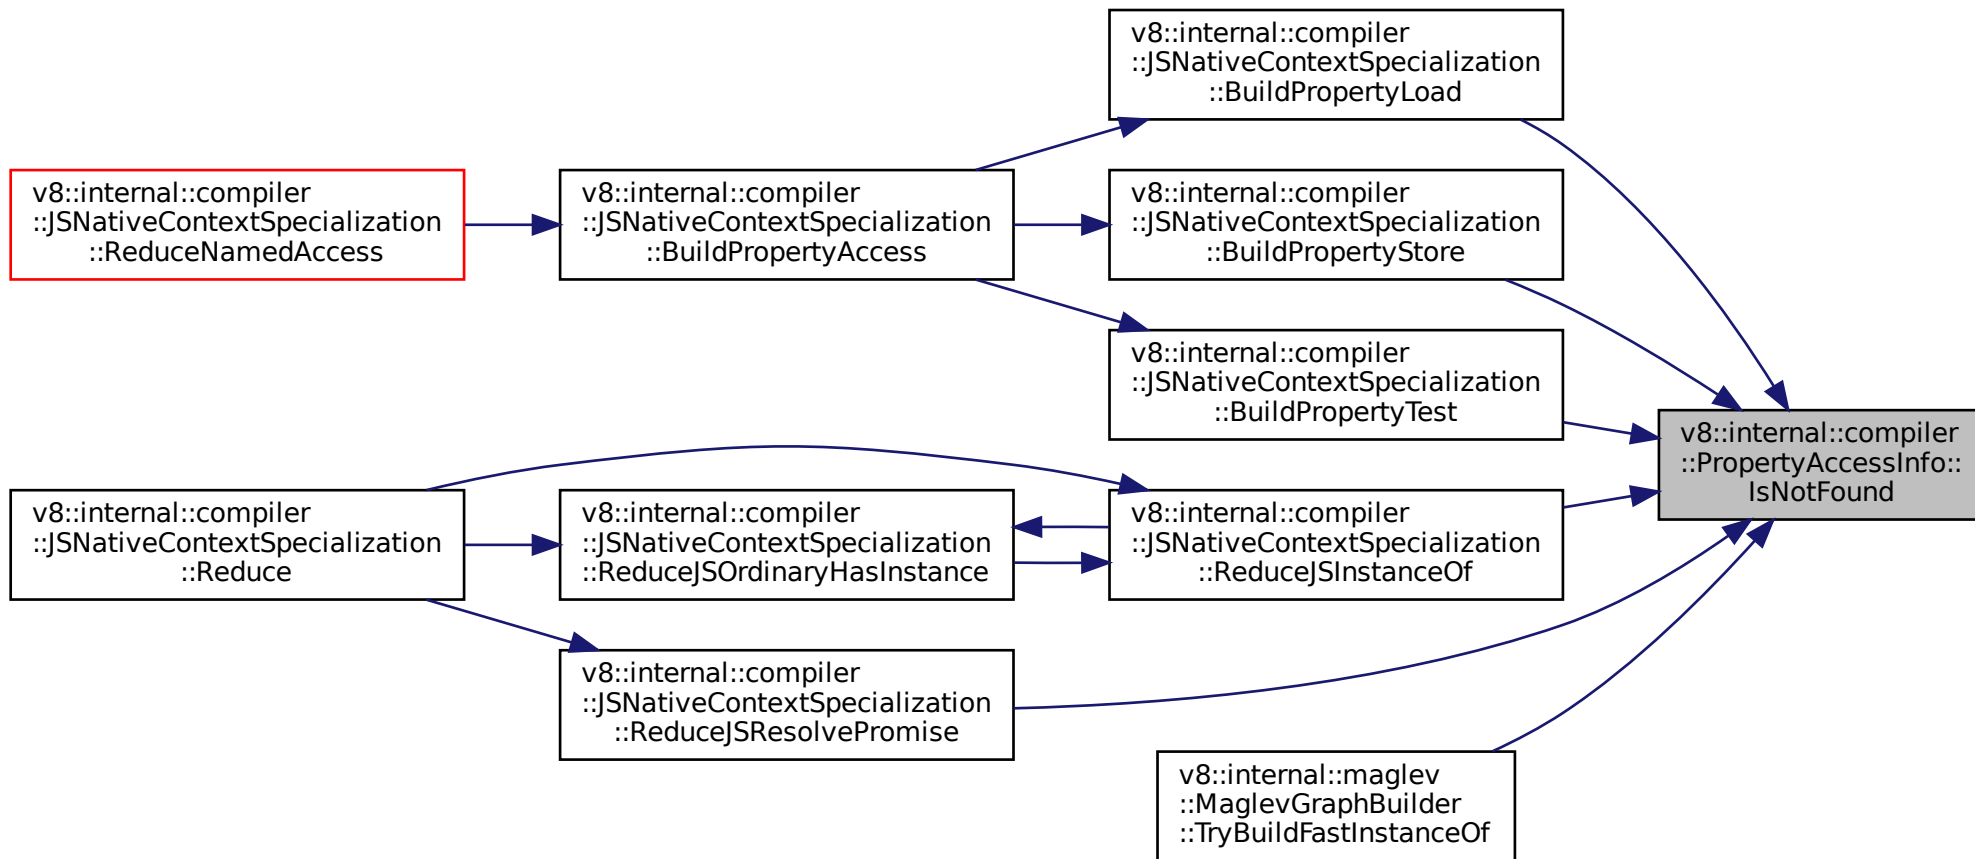 v8::internal::compiler
::JSNativeContextSpecialization
::BuildPropertyLoad
v8::internal::compiler
::JSNativeContextSpecialization
::ReduceNamedAccess
v8::internal::compiler
::JSNativeContextSpecialization
::BuildPropertyAccess
v8::internal::compiler
::JSNativeContextSpecialization
::BuildPropertyStore
v8::internal::compiler
::JSNativeContextSpecialization
::BuildPropertyTest
v8::internal::compiler
::PropertyAccessInfo::
IsNotFound
v8::internal::compiler
::JSNativeContextSpecialization
::Reduce
v8::internal::compiler
::JSNativeContextSpecialization
::ReduceJSOrdinaryHasInstance
v8::internal::compiler
::JSNativeContextSpecialization
::ReduceJSInstanceOf
v8::internal::compiler
::JSNativeContextSpecialization
::ReduceJSResolvePromise
v8::internal::maglev
::MaglevGraphBuilder
::TryBuildFastInstanceOf